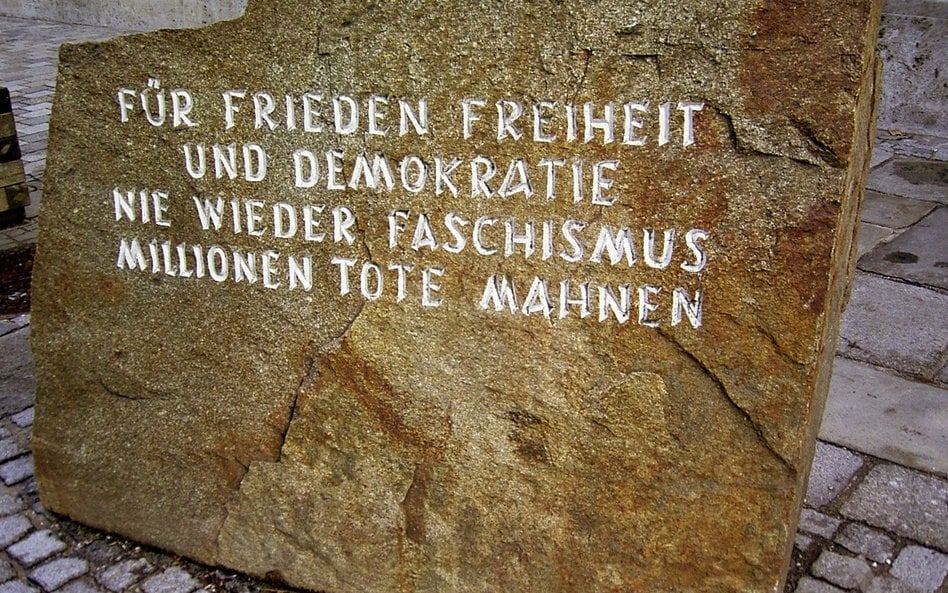 FÜR FRIEDEN FREIHEIT
UND DEMOKRATIE
NIE WIEDER FASCHISMUS
MILLIONEN TOTE MAHNEN